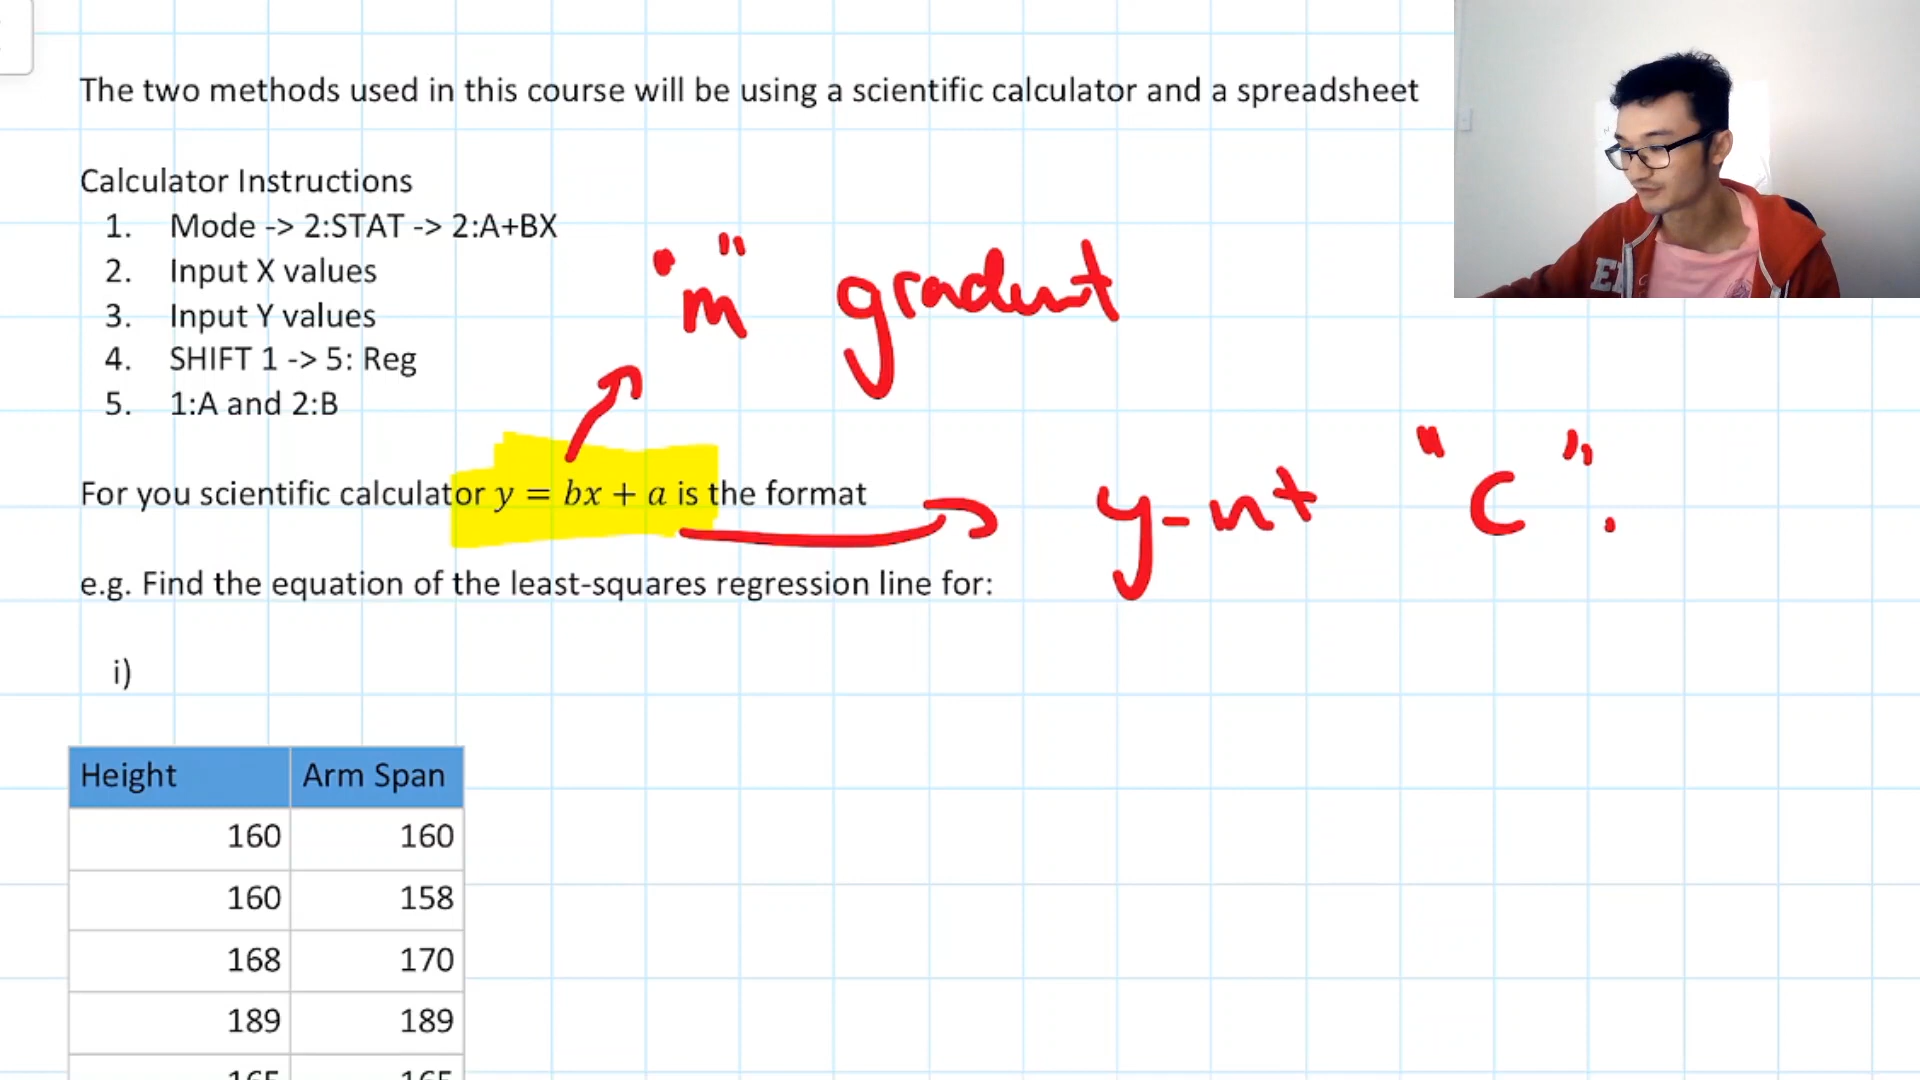 The two methods used in this course will be using a scientific calculator and a spreadsheet
Calculator Instructions
1. Mode -> 2:STAT -> 2:A+BX
2. Input X values
3. Input Y values
4. SHIFT 1 -> 5: Reg
5. 1:A and 2:B
"m" gradient
For you scientific calculator y = bx + a is the format
y-int "c".
e.g. Find the equation of the least-squares regression line for:
i)
Height Arm Span
160 160
160 158
168 170
189 189
165 165